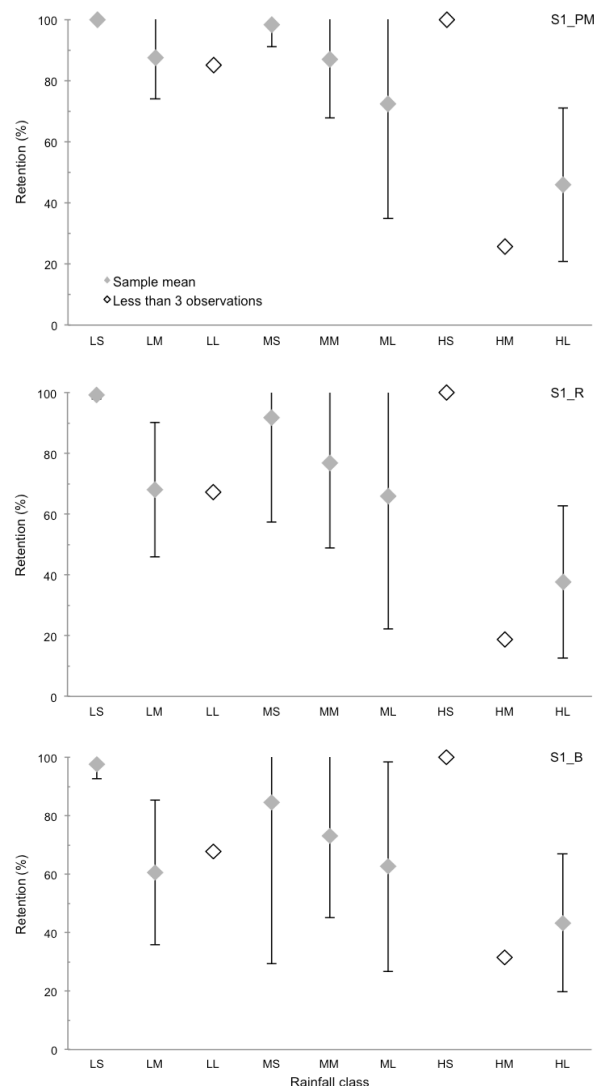 S1_PM
Retention (%)
100
80
60
40
20
0
Sample mean
Less than 3 observations
LS LM LL MS MM ML HS HM HL
S1_R
Retention (%)
100
80
60
40
20
0
LS LM LL MS MM ML HS HM HL
S1_B
Retention (%)
100
80
60
40
20
0
LS LM LL MS MM ML HS HM HL
Rainfall class